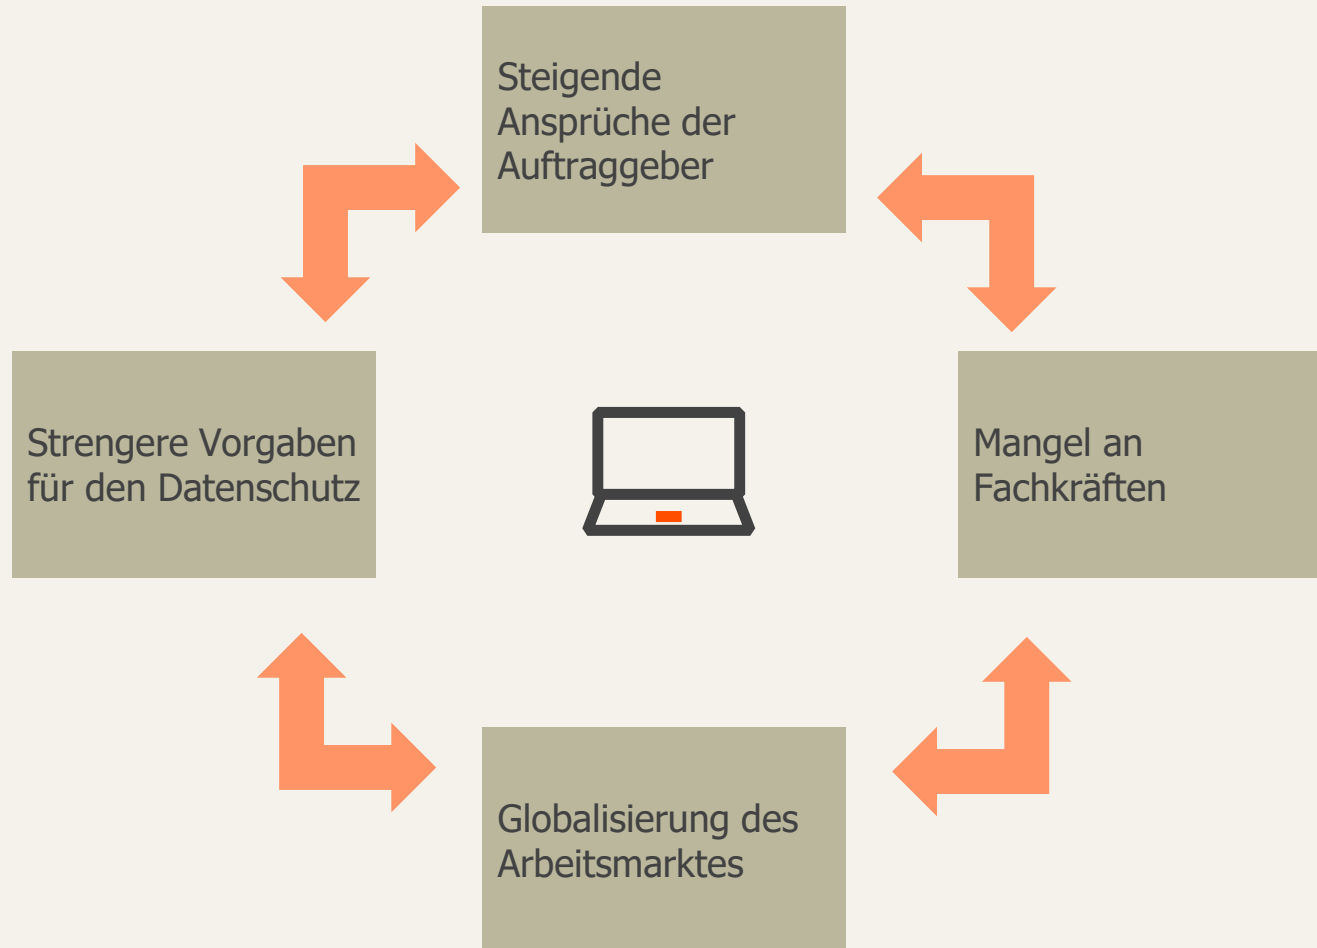 Steigende
Ansprüche der
Auftraggeber
Strengere Vorgaben
für den Datenschutz
Mangel an
Fachkräften
Globalisierung des
Arbeitsmarktes